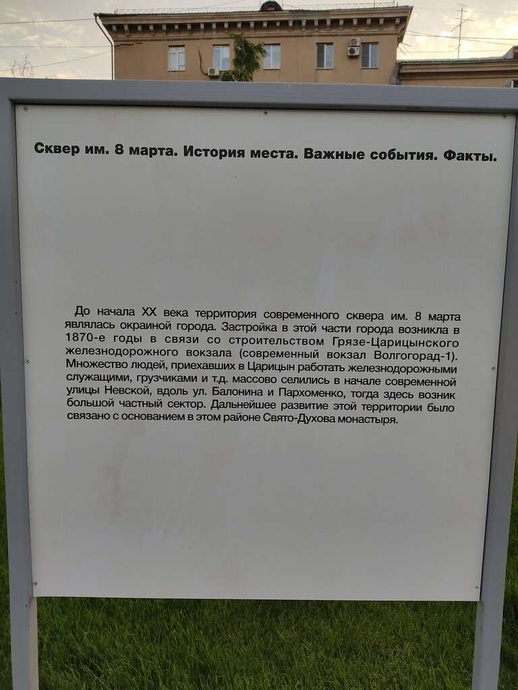 Сквер им. 8 марта. История места. Важные события. Факты.
До начала XX века территория современного сквера им. 8 марта
являлась окраиной города. Застройка в этой части города возникла в
1870-е годы в связи со строительством Грязе-Царицынского
железнодорожного вокзала (современный вокзал Волгогорад-1).
Множество людей, приехавших в Царицын работать железнодорожными
служащими, грузчиками и т.д. массово селились в начале современной
улицы Невской, вдоль ул. Балонина и Пархоменко, тогда здесь возник
большой частный сектор. Дальнейшее развитие этой территории было
связано с основанием в этом районе Свято-Духова монастыря.